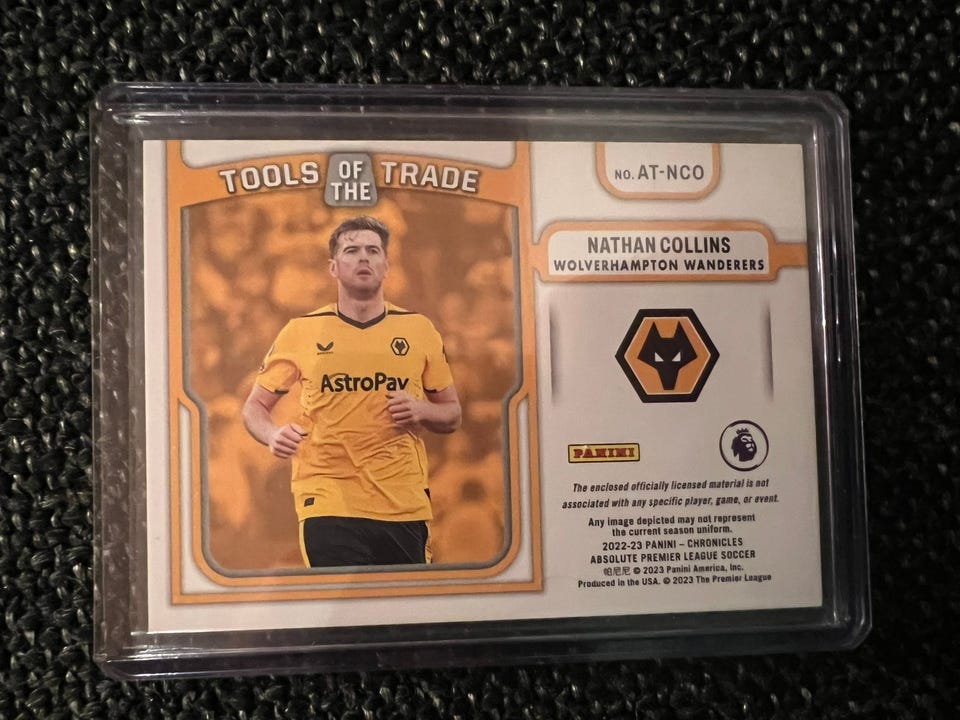 TOOLS OF THE TRADE
AstroPay
NO. AT-NCO
NATHAN COLLINS
WOLVERHAMPTON WANDERERS
PANINI
The enclosed officially licensed material is not
associated with any specific player, game, or event.
Any image depicted may not represent
the current season uniform.
2022-23 PANINI – CHRONICLES
ABSOLUTE PREMIER LEAGUE SOCCER
帕尼尼 © 2023 Panini America, Inc.
Produced in the USA. © 2023 The Premier League